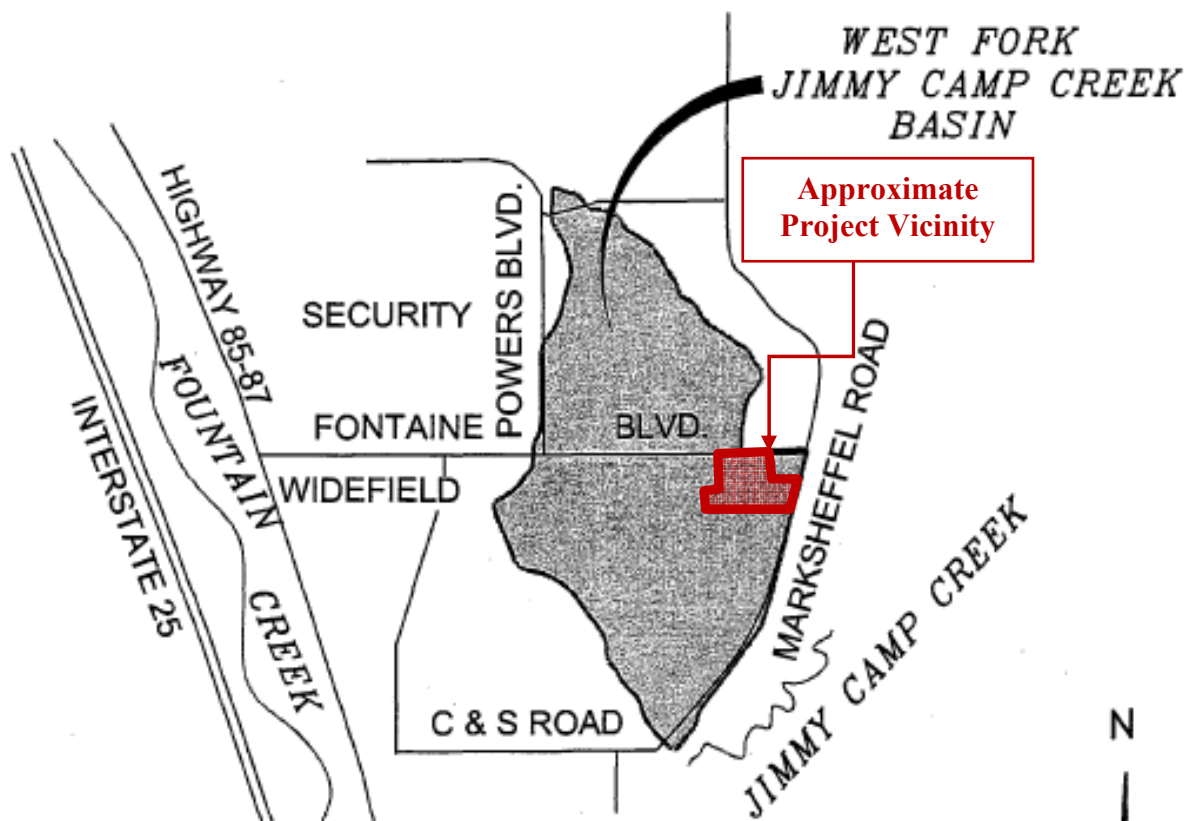 WEST FORK
JIMMY CAMP CREEK
BASIN
Approximate
Project Vicinity
HIGHWAY 85-87
POWERS BLVD.
SECURITY
FOUNTAIN
CREEK
INTERSTATE 25
FONTAINE
BLVD.
WIDEFIELD
MARKSHEFFEL ROAD
JIMMY CAMP CREEK
C & S ROAD
N